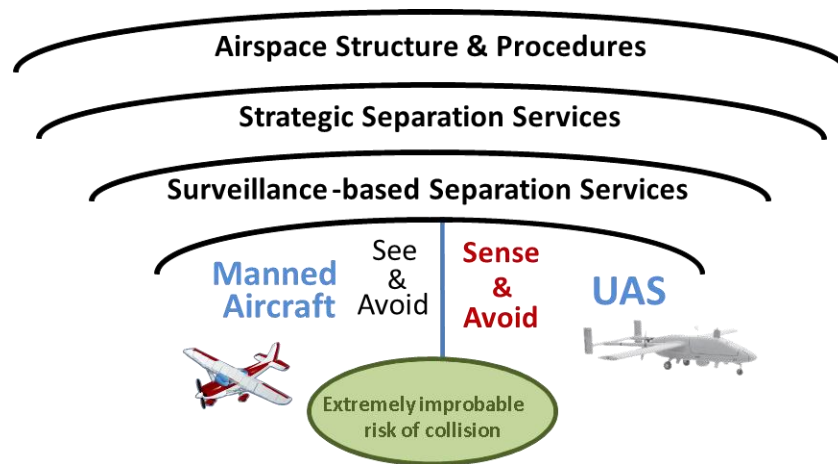 Airspace Structure & Procedures
Strategic Separation Services
Surveillance-based Separation Services
Manned
Aircraft
See
&
Avoid
Sense
&
Avoid
UAS
Extremely improbable
risk of collision